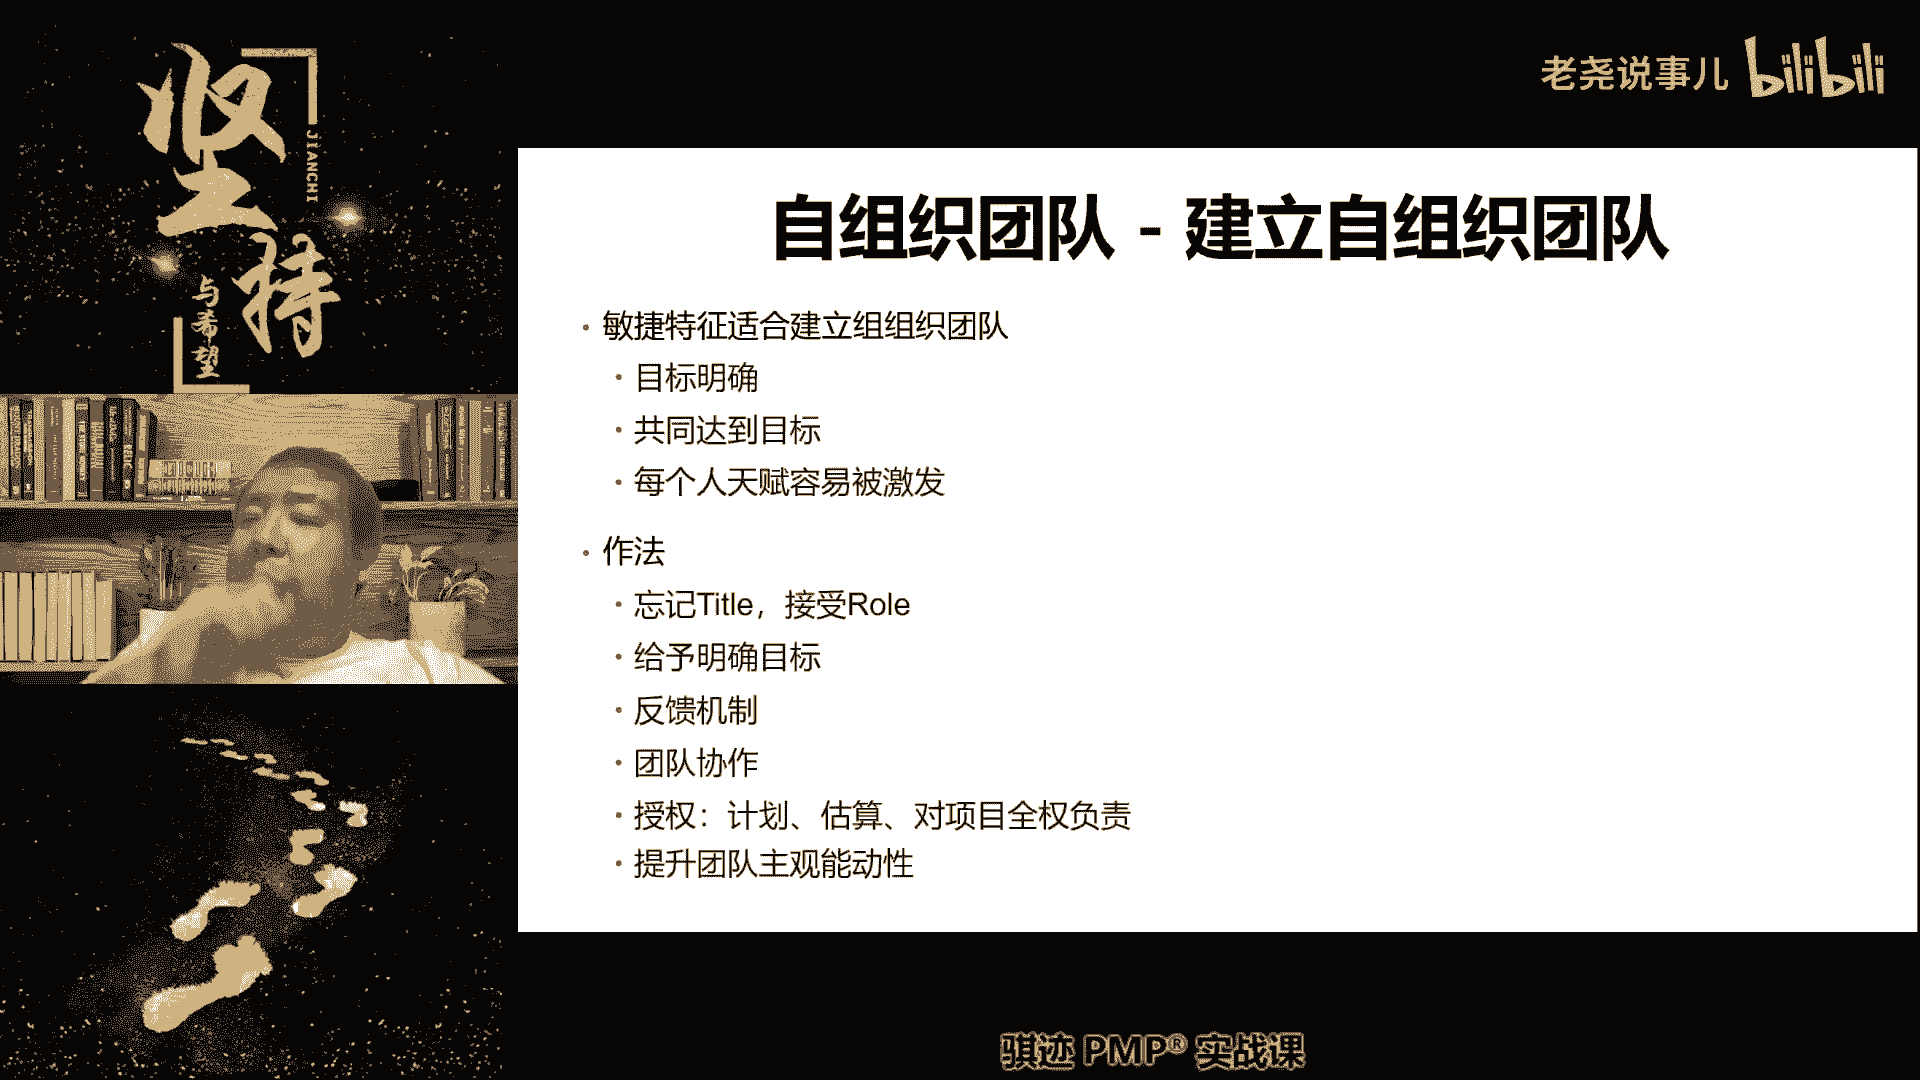 坚持
JIANCHI
与希望
老尧说事儿 bilibili
自组织团队 - 建立自组织团队
· 敏捷特征适合建立组组织团队
· 目标明确
· 共同达到目标
· 每个人天赋容易被激发
· 作法
· 忘记Title，接受Role
· 给予明确目标
· 反馈机制
· 团队协作
· 授权：计划、估算、对项目全权负责
· 提升团队主观能动性
骐迹 PMP® 实战课